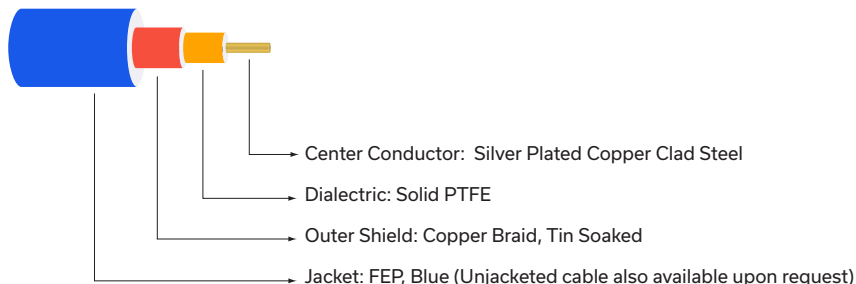 Center Conductor: Silver Plated Copper Clad Steel
Dialectric: Solid PTFE
Outer Shield: Copper Braid, Tin Soaked
Jacket: FEP, Blue (Unjacketed cable also available upon request)